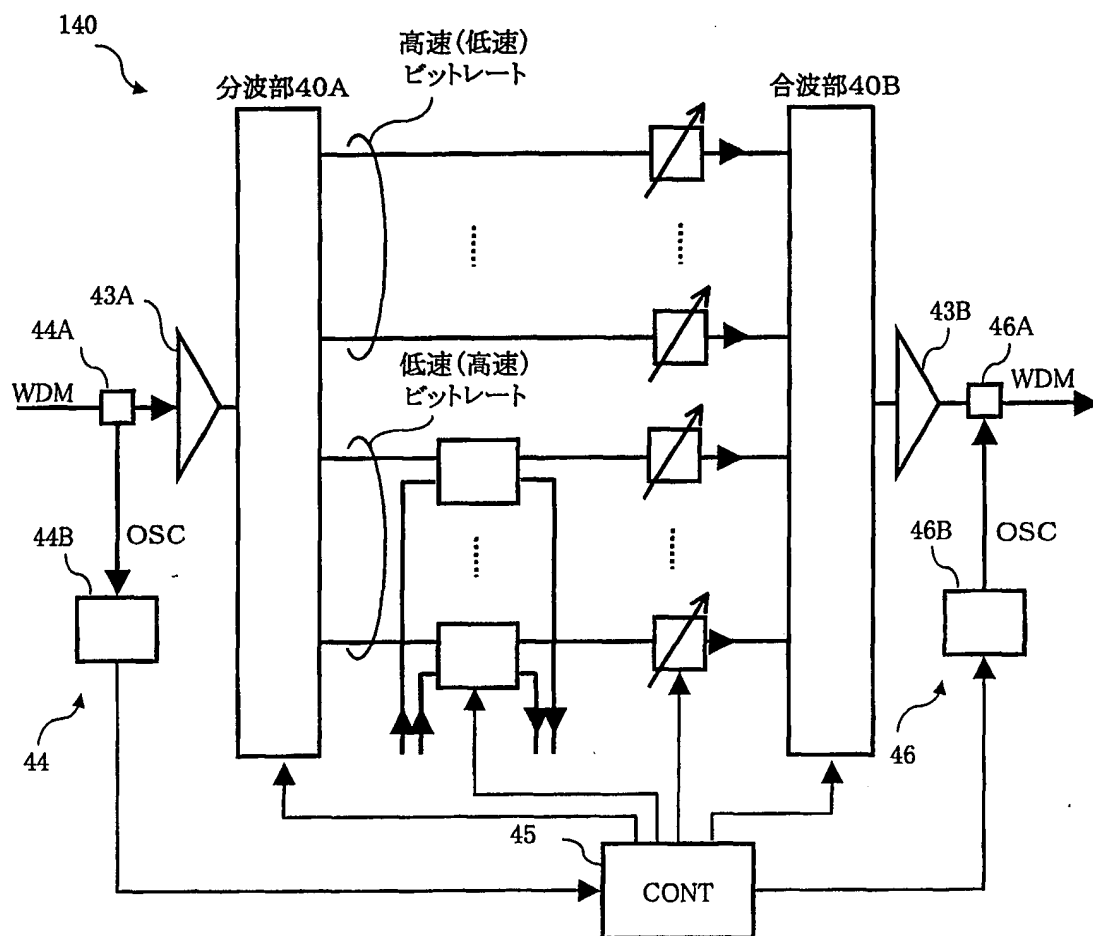 140
高速(低速)
ビットレート
分波部40A
合波部40B
43A
44A
WDM
43B
46A
WDM
低速(高速)
ビットレート
44B
OSC
46B
OSC
44
46
45
CONT